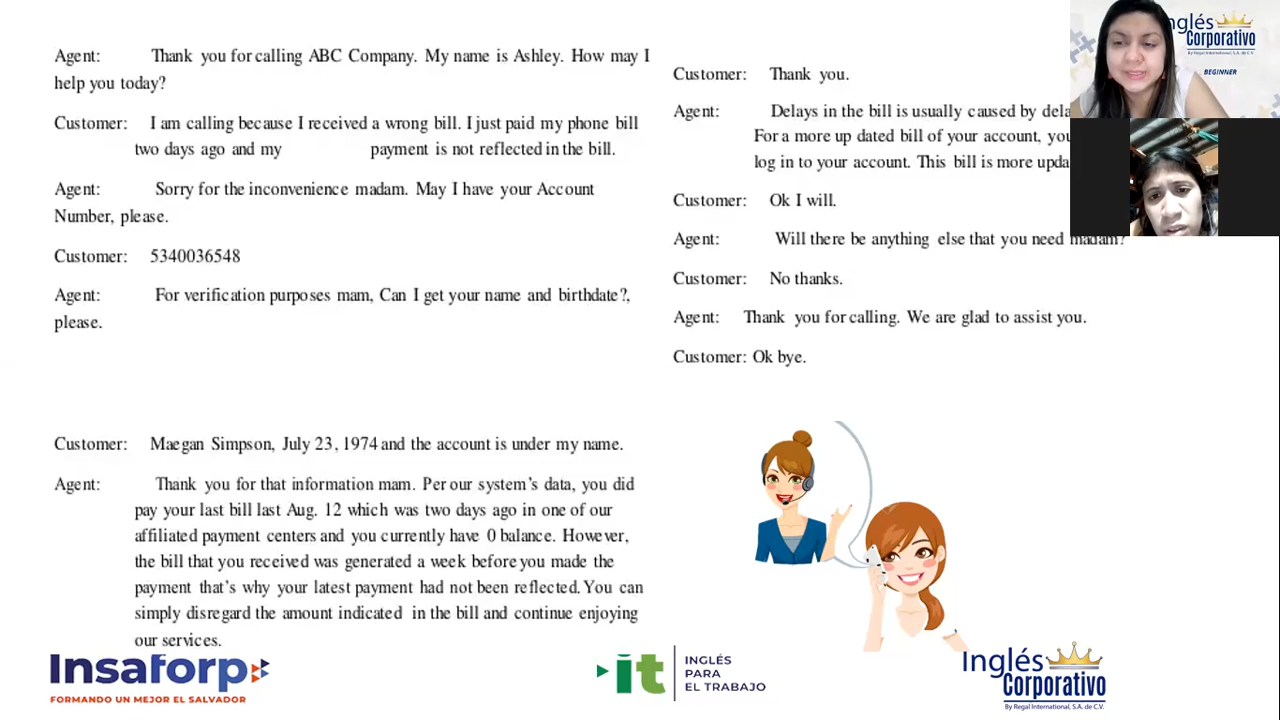 Agent: Thank you for calling ABC Company. My name is Ashley. How may I
help you today?
Customer: I am calling because I received a wrong bill. I just paid my phone bill
two days ago and my payment is not reflected in the bill.
Agent: Sorry for the inconvenience madam. May I have your Account
Number, please.
Customer: 5340036548
Agent: For verification purposes mam, Can I get your name and birthdate?,
please.
Customer: Maegan Simpson, July 23, 1974 and the account is under my name.
Agent: Thank you for that information mam. Per our system's data, you did
pay your last bill last Aug. 12 which was two days ago in one of our
affiliated payment centers and you currently have 0 balance. However,
the bill that you received was generated a week before you made the
payment that's why your latest payment had not been reflected. You can
simply disregard the amount indicated in the bill and continue enjoying
our services.
Customer: Thank you.
Agent: Delays in the bill is usually caused by
For a more up dated bill of your account,
log in to your account. This bill is more
Customer: Ok I will.
Agent: Will there be anything else that you need madam?
Customer: No thanks.
Agent: Thank you for calling. We are glad to assist you.
Customer: Ok bye.
Inglés
Corporativo
By Regal International, S.A. de C.V.
BEGINNER
Insaforp
FORMANDO UN MEJOR EL SALVADOR
it
INGLÉS
PARA
EL TRABAJO
Inglés
Corporativo
By Regal International, S.A. de C.V.